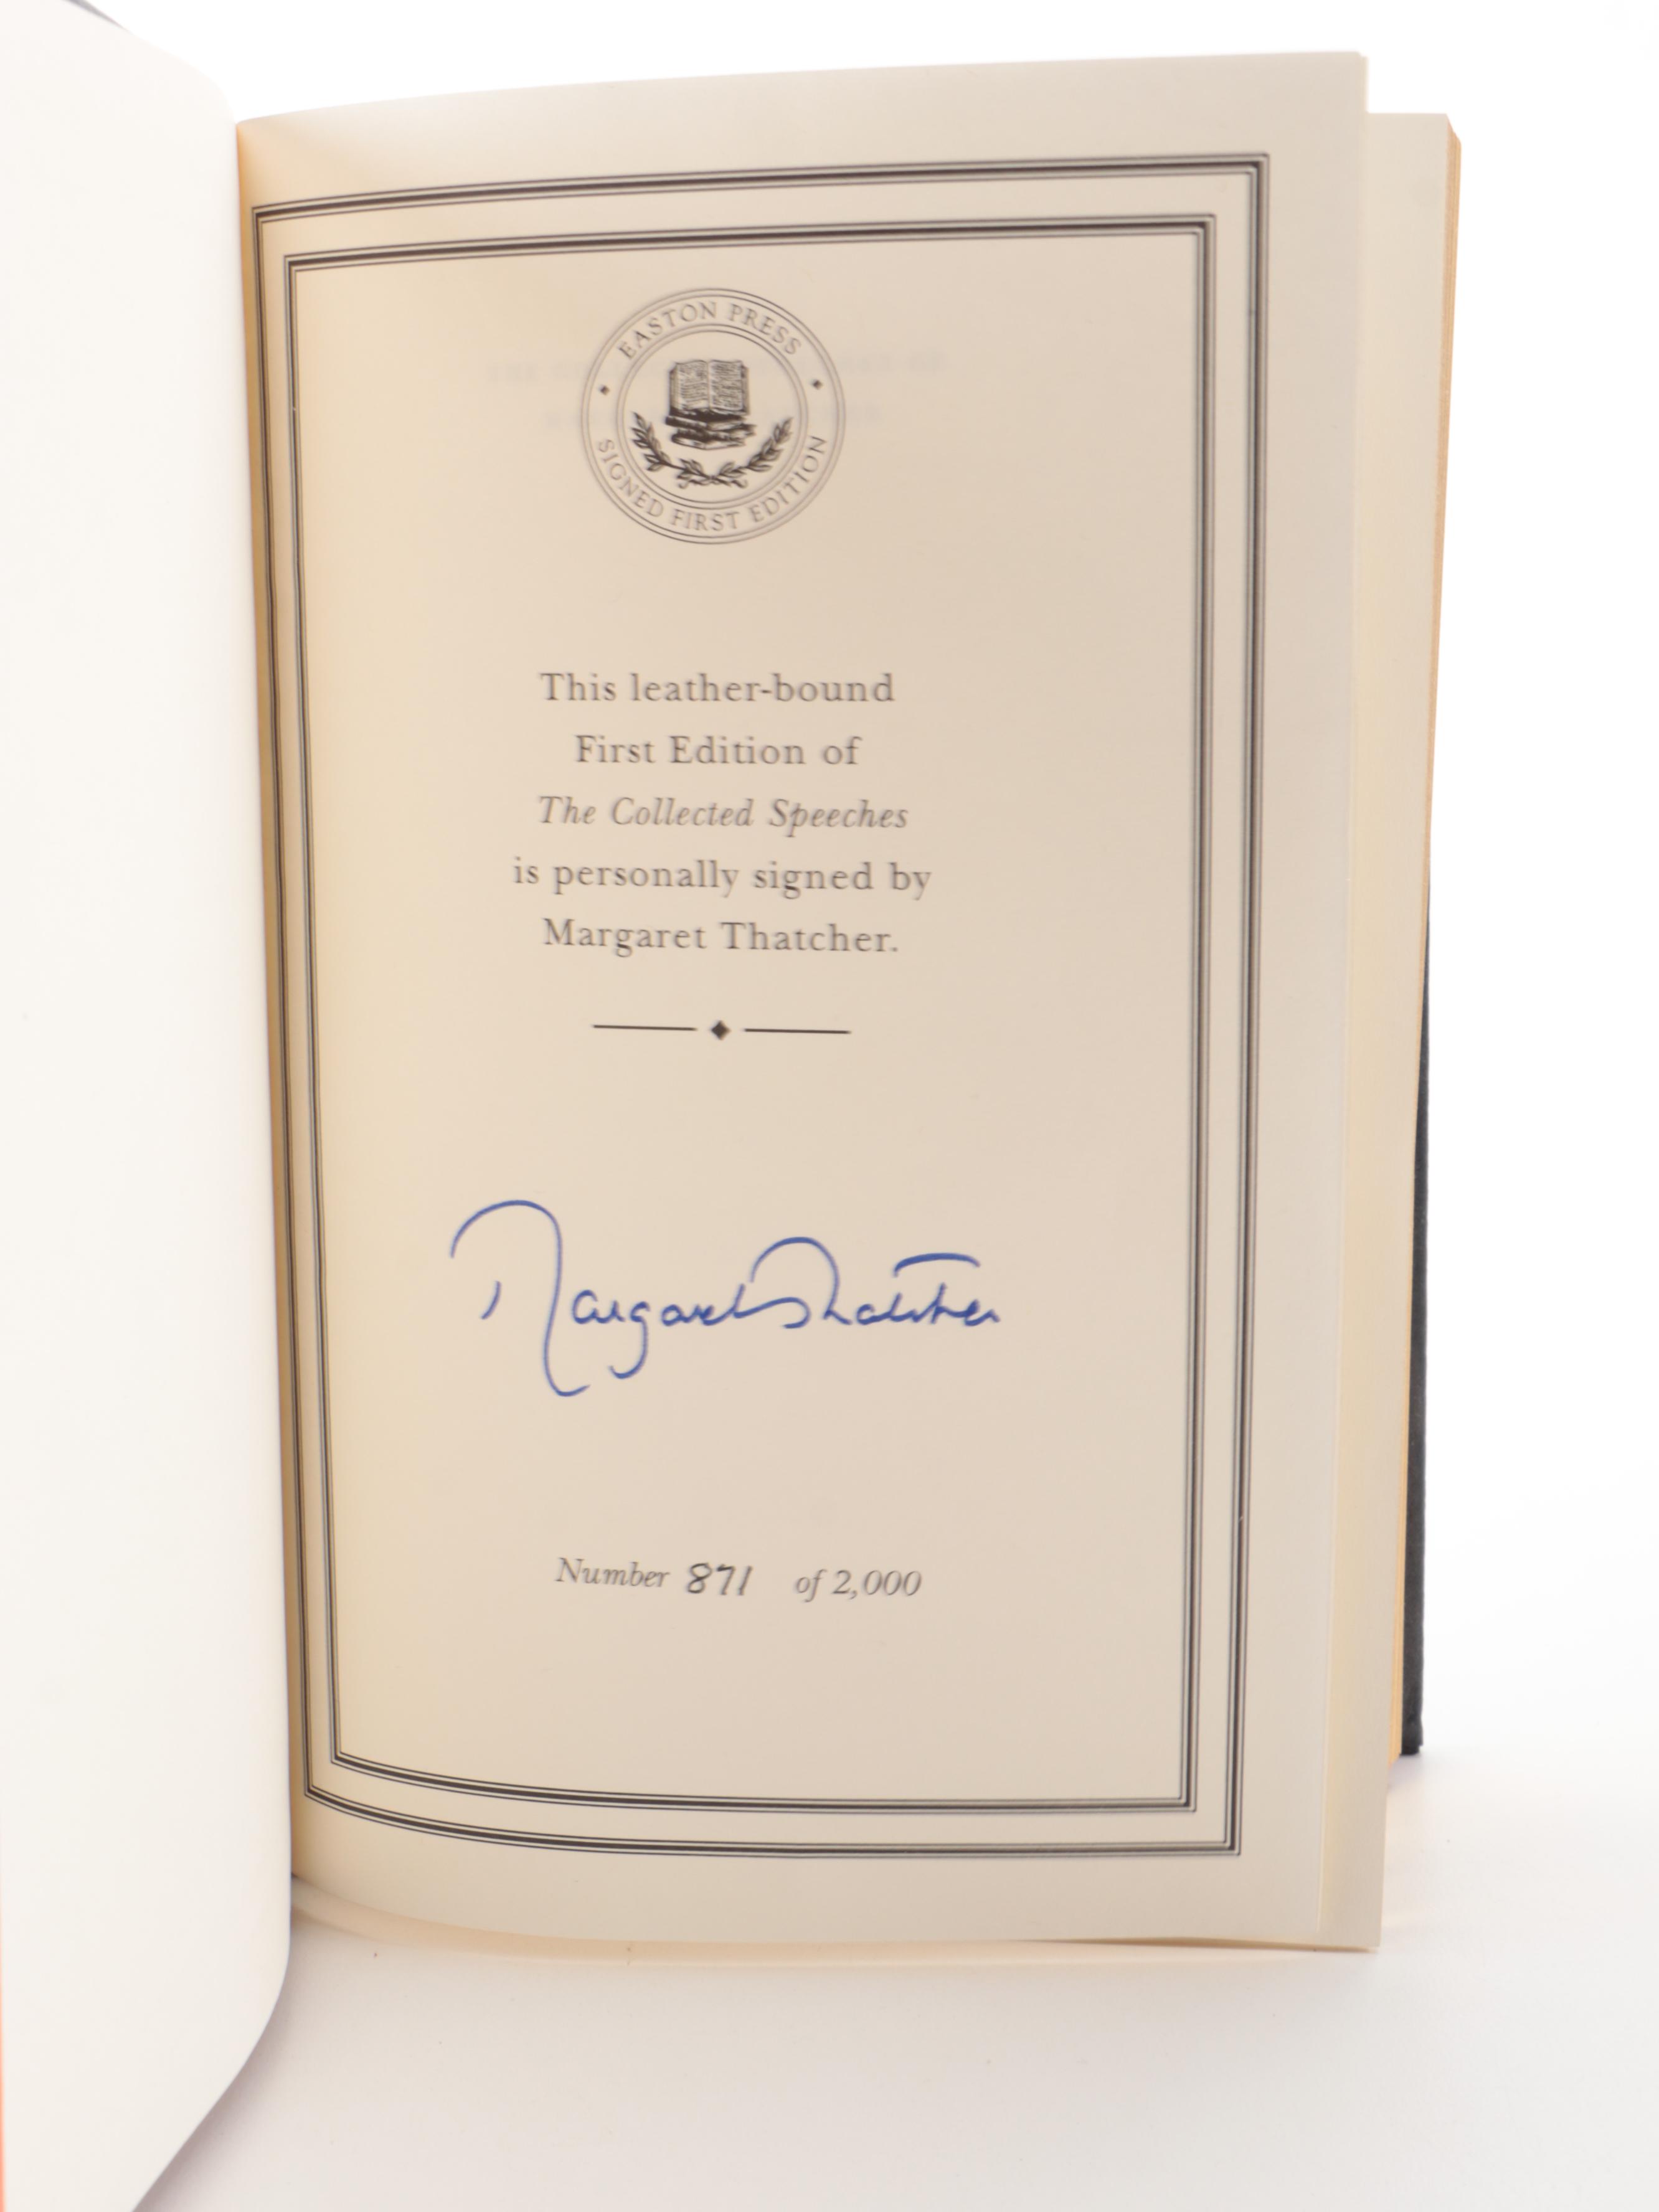 EASTON PRESS
SIGNED FIRST EDITION
This leather-bound
First Edition of
The Collected Speeches
is personally signed by
Margaret Thatcher.
Margaret Thatcher
Number 871 of 2,000